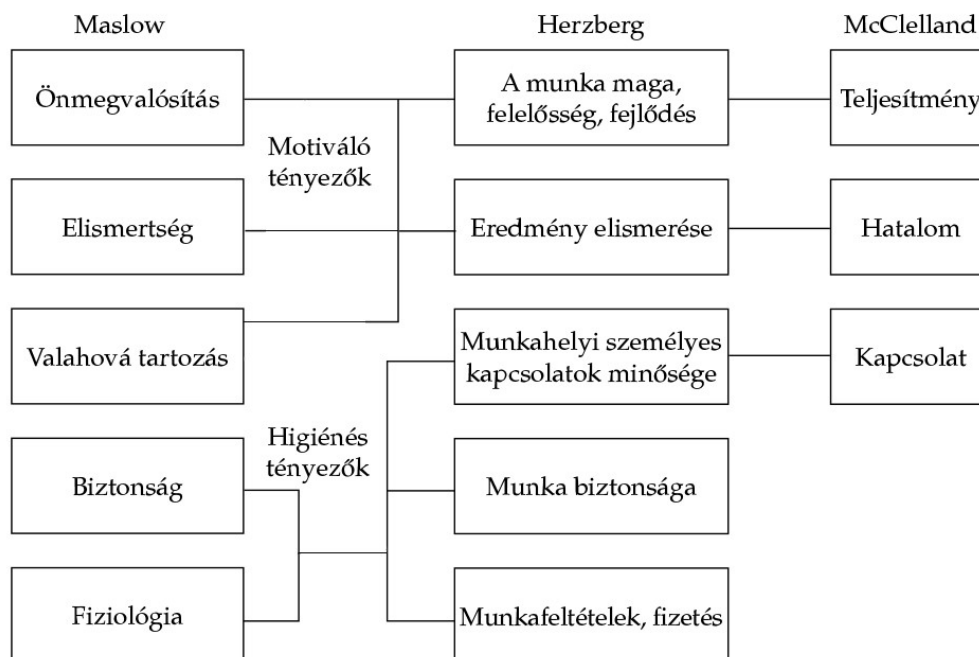 Maslow
Herzberg
McClelland
Önmegvalósítás
A munka maga,
felelősség, fejlődés
Teljesítmény
Motiváló
tényezők
Elismertség
Eredmény elismerése
Hatalom
Valahová tartozás
Munkahelyi személyes
kapcsolatok minősége
Kapcsolat
Higiénés
tényezők
Biztonság
Munka biztonsága
Fiziológia
Munkafeltételek, fizetés